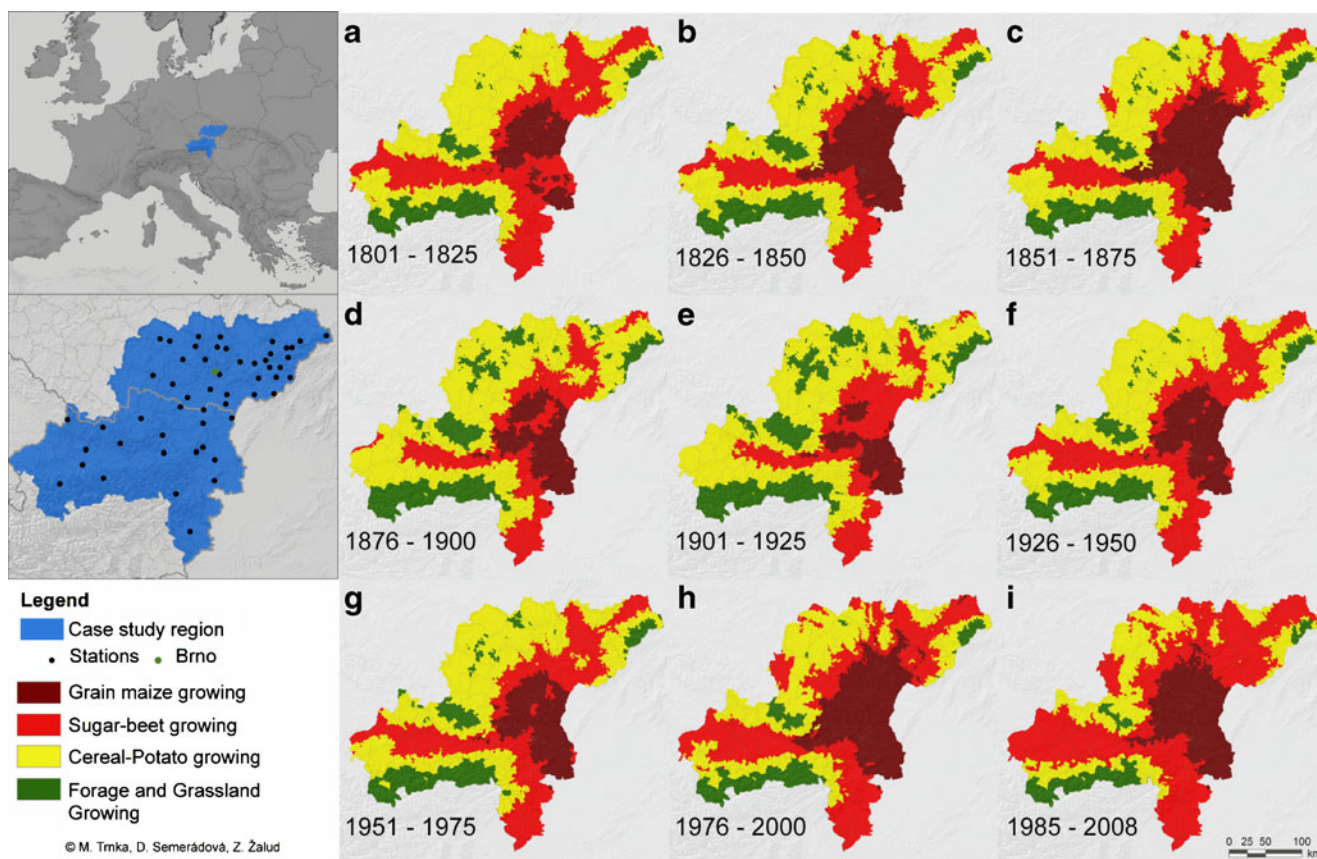 a
b
c
1801 - 1825
1826 - 1850
1851 - 1875
d
e
f
1876 - 1900
1901 - 1925
1926 - 1950
Legend
Case study region
Stations
Brno
Grain maize growing
Sugar-beet growing
Cereal-Potato growing
Forage and Grassland
Growing
© M. Trnka, D. Semerádová, Z. Žalud
g
h
i
1951 - 1975
1976 - 2000
1985 - 2008
0 25 50 100
km